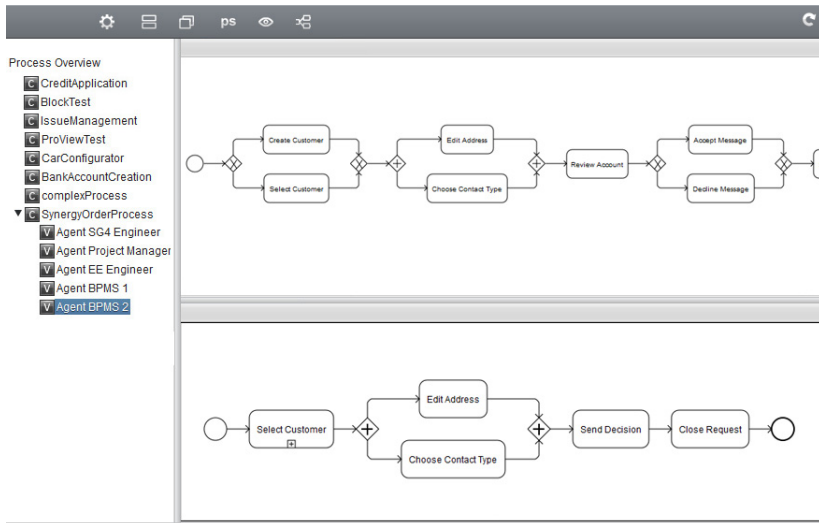 ps
Process Overview
C CreditApplication
C BlockTest
C IssueManagement
C ProViewTest
C CarConfigurator
C BankAccountCreation
C complexProcess
C SynergyOrderProcess
V Agent SG4 Engineer
V Agent Project Manager
V Agent EE Engineer
V Agent BPMS 1
V Agent BPMS 2
Create Customer
Select Customer
Edit Address
Choose Contact Type
Review Account
Accept Message
Decline Message
Select Customer
Edit Address
Choose Contact Type
Send Decision
Close Request